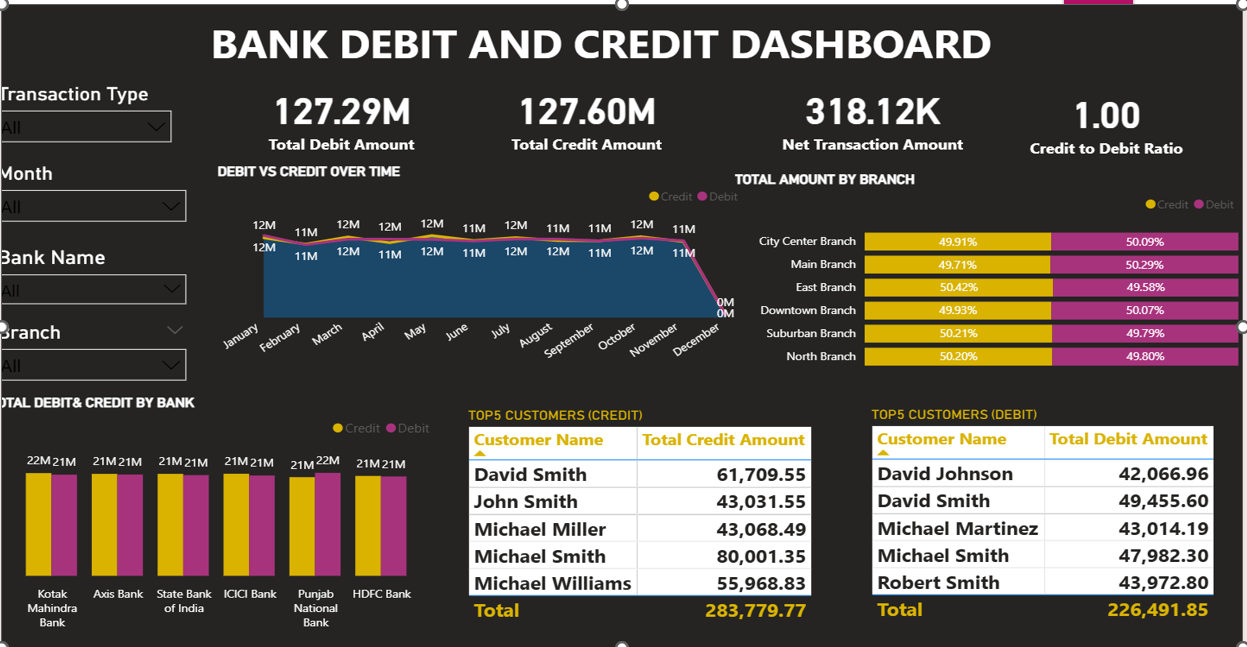 BANK DEBIT AND CREDIT DASHBOARD
Transaction Type
All
Month
All
Bank Name
All
Branch
All
127.29M
Total Debit Amount
127.60M
Total Credit Amount
318.12K
Net Transaction Amount
1.00
Credit to Debit Ratio
DEBIT VS CREDIT OVER TIME
Credit Debit
12M 11M 12M 12M 12M 11M 12M 11M 11M 12M 11M 0M
12M 11M 12M 11M 12M 11M 12M 12M 11M 12M 11M 0M
January February March April May June July August September October November December
TOTAL AMOUNT BY BRANCH
Credit Debit
City Center Branch 49.91% 50.09%
Main Branch 49.71% 50.29%
East Branch 50.42% 49.58%
Downtown Branch 49.93% 50.07%
Suburban Branch 50.21% 49.79%
North Branch 50.20% 49.80%
OTAL DEBIT& CREDIT BY BANK
Credit Debit
22M 21M 21M 21M 21M 21M 21M 21M 21M 22M 21M 21M
Kotak Mahindra Bank
Axis Bank
State Bank of India
ICICI Bank
Punjab National Bank
HDFC Bank
TOP5 CUSTOMERS (CREDIT)
Customer Name Total Credit Amount
David Smith 61,709.55
John Smith 43,031.55
Michael Miller 43,068.49
Michael Smith 80,001.35
Michael Williams 55,968.83
Total 283,779.77
TOP5 CUSTOMERS (DEBIT)
Customer Name Total Debit Amount
David Johnson 42,066.96
David Smith 49,455.60
Michael Martinez 43,014.19
Michael Smith 47,982.30
Robert Smith 43,972.80
Total 226,491.85